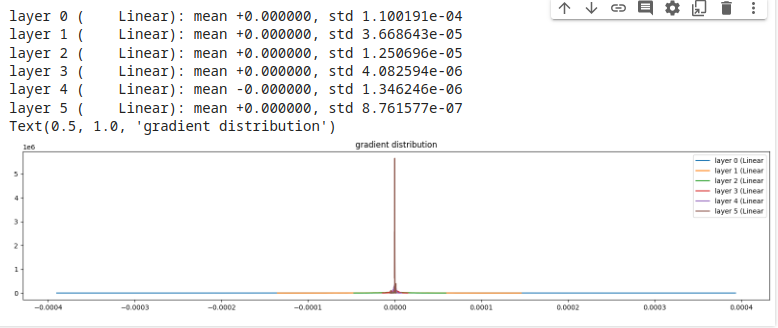 layer 0 (    Linear): mean +0.000000, std 1.100191e-04
layer 1 (    Linear): mean +0.000000, std 3.668643e-05
layer 2 (    Linear): mean +0.000000, std 1.250696e-05
layer 3 (    Linear): mean +0.000000, std 4.082594e-06
layer 4 (    Linear): mean -0.000000, std 1.346246e-06
layer 5 (    Linear): mean +0.000000, std 8.761577e-07
Text(0.5, 1.0, 'gradient distribution')
gradient distribution
1e6
5
4
3
2
1
0
layer 0 (Linear
layer 1 (Linear
layer 2 (Linear
layer 3 (Linear
layer 4 (Linear
layer 5 (Linear
−0.0004 −0.0003 −0.0002 −0.0001 0.0000 0.0001 0.0002 0.0003 0.0004